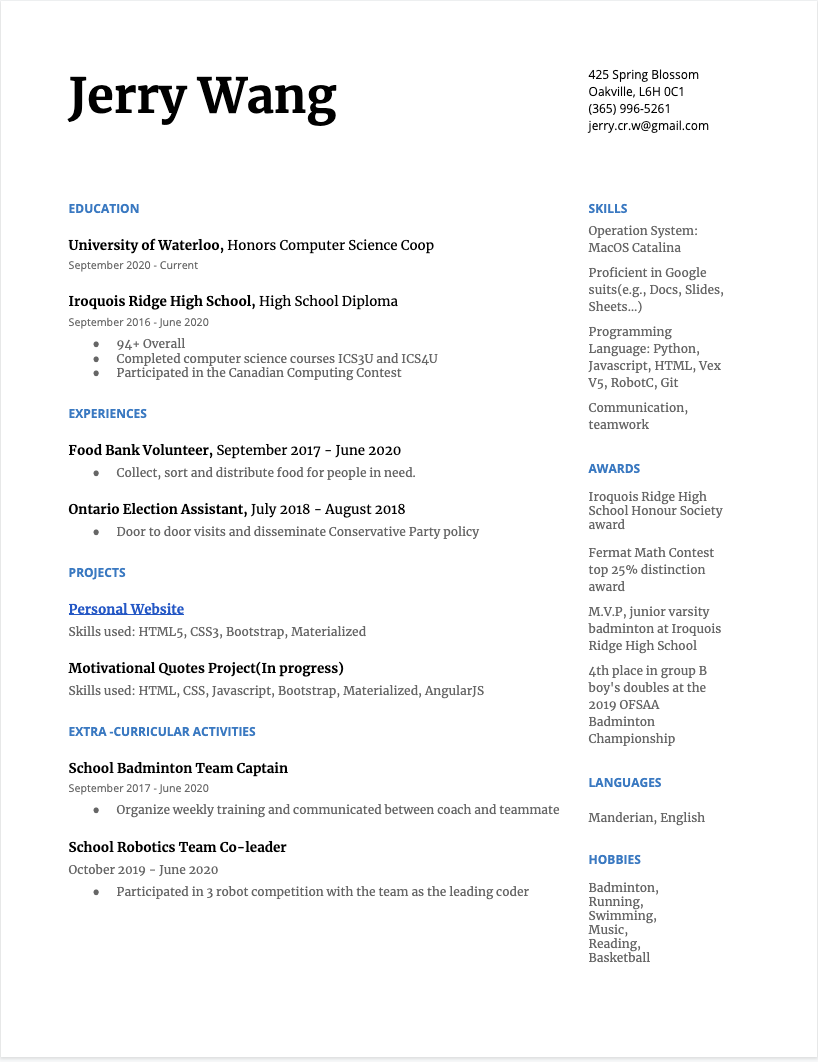 Jerry Wang
425 Spring Blossom
Oakville, L6H 0C1
(365) 996-5261
jerry.cr.w@gmail.com
EDUCATION
University of Waterloo, Honors Computer Science Coop
September 2020 - Current
Iroquois Ridge High School, High School Diploma
September 2016 - June 2020
● 94+ Overall
● Completed computer science courses ICS3U and ICS4U
● Participated in the Canadian Computing Contest
EXPERIENCES
Food Bank Volunteer, September 2017 - June 2020
● Collect, sort and distribute food for people in need.
Ontario Election Assistant, July 2018 - August 2018
● Door to door visits and disseminate Conservative Party policy
PROJECTS
Personal Website
Skills used: HTML5, CSS3, Bootstrap, Materialized
Motivational Quotes Project(In progress)
Skills used: HTML, CSS, Javascript, Bootstrap, Materialized, AngularJS
EXTRA -CURRICULAR ACTIVITIES
School Badminton Team Captain
September 2017 - June 2020
● Organize weekly training and communicated between coach and teammate
School Robotics Team Co-leader
October 2019 - June 2020
● Participated in 3 robot competition with the team as the leading coder
SKILLS
Operation System:
MacOS Catalina
Proficient in Google
suits(e.g., Docs, Slides,
Sheets...)
Programming
Language: Python,
Javascript, HTML, Vex
V5, RobotC, Git
Communication,
teamwork
AWARDS
Iroquois Ridge High
School Honour Society
award
Fermat Math Contest
top 25% distinction
award
M.V.P, junior varsity
badminton at Iroquois
Ridge High School
4th place in group B
boy's doubles at the
2019 OFSAA
Badminton
Championship
LANGUAGES
Manderian, English
HOBBIES
Badminton,
Running,
Swimming,
Music,
Reading,
Basketball